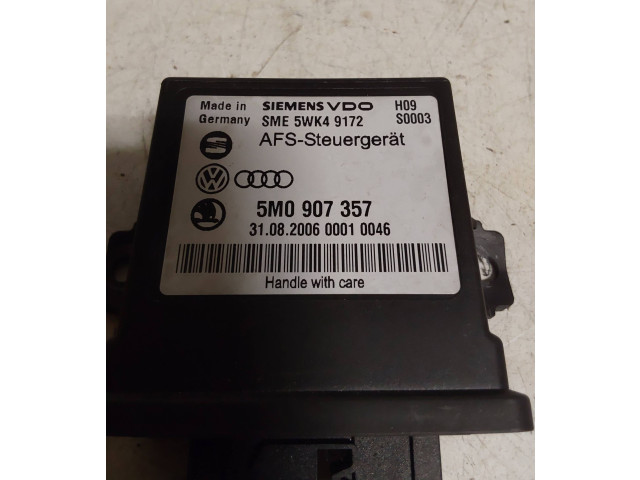 Made in SIEMENS VDO H09
Germany SME 5WK4 9172 S0003
AFS-Steuergerät
5M0 907 357
31.08.2006 0001 0046
Handle with care